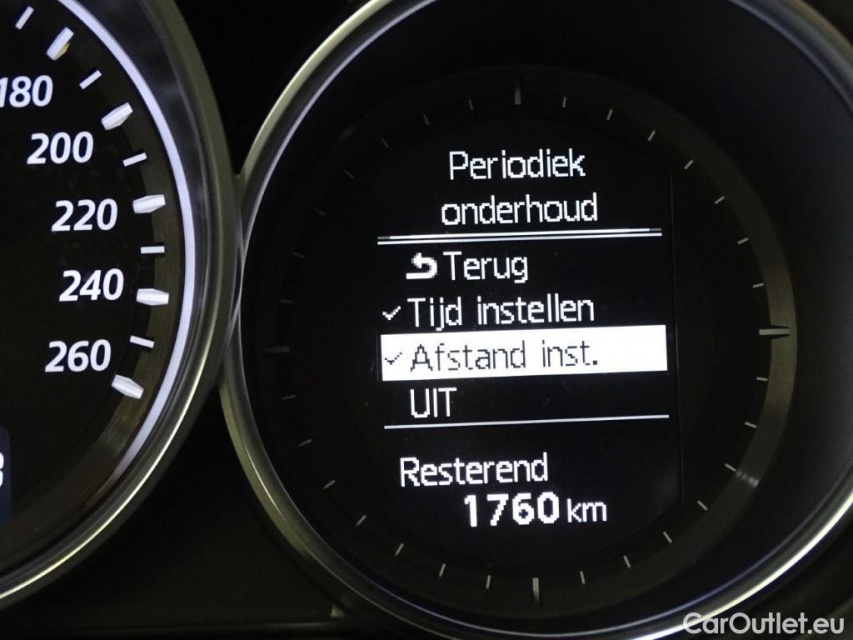 180
200
220
240
260
Periodiek
onderhoud
Terug
✓ Tijd instellen
✓ Afstand inst.
UIT
Resterend
1760 km
CarOutlet.eu